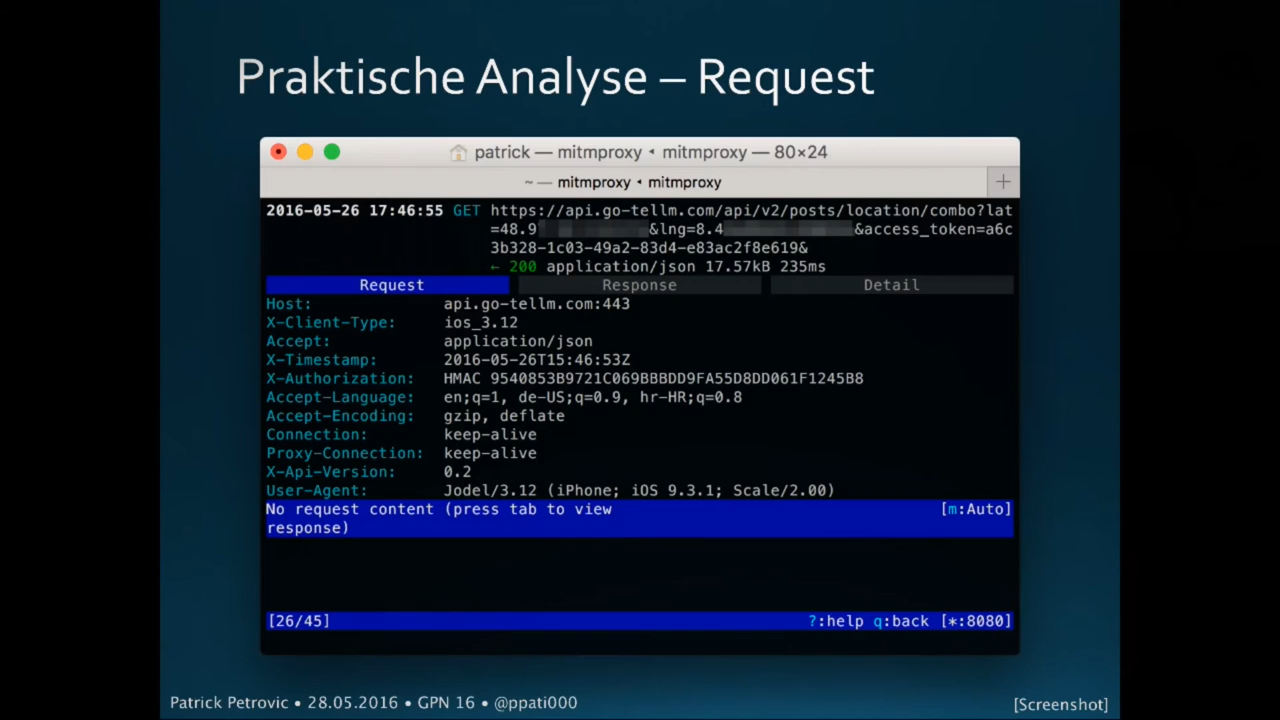 Praktische Analyse – Request
patrick — mitmproxy ◂ mitmproxy — 80×24
~ — mitmproxy ◂ mitmproxy
2016-05-26 17:46:55 GET https://api.go-tellm.com/api/v2/posts/location/combo?lat
=48.9 &lng=8.4 &access_token=a6c
3b328-1c03-49a2-83d4-e83ac2f8e619&
← 200 application/json 17.57kB 235ms
Request Response Detail
Host: api.go-tellm.com:443
X-Client-Type: ios_3.12
Accept: application/json
X-Timestamp: 2016-05-26T15:46:53Z
X-Authorization: HMAC 9540853B9721C069BBBDD9FA55D8DD061F1245B8
Accept-Language: en;q=1, de-US;q=0.9, hr-HR;q=0.8
Accept-Encoding: gzip, deflate
Connection: keep-alive
Proxy-Connection: keep-alive
X-Api-Version: 0.2
User-Agent: Jodel/3.12 (iPhone; iOS 9.3.1; Scale/2.00)
No request content (press tab to view [m:Auto]
response)
[26/45] ?:help q:back [*:8080]
Patrick Petrovic • 28.05.2016 • GPN 16 • @ppati000 [Screenshot]